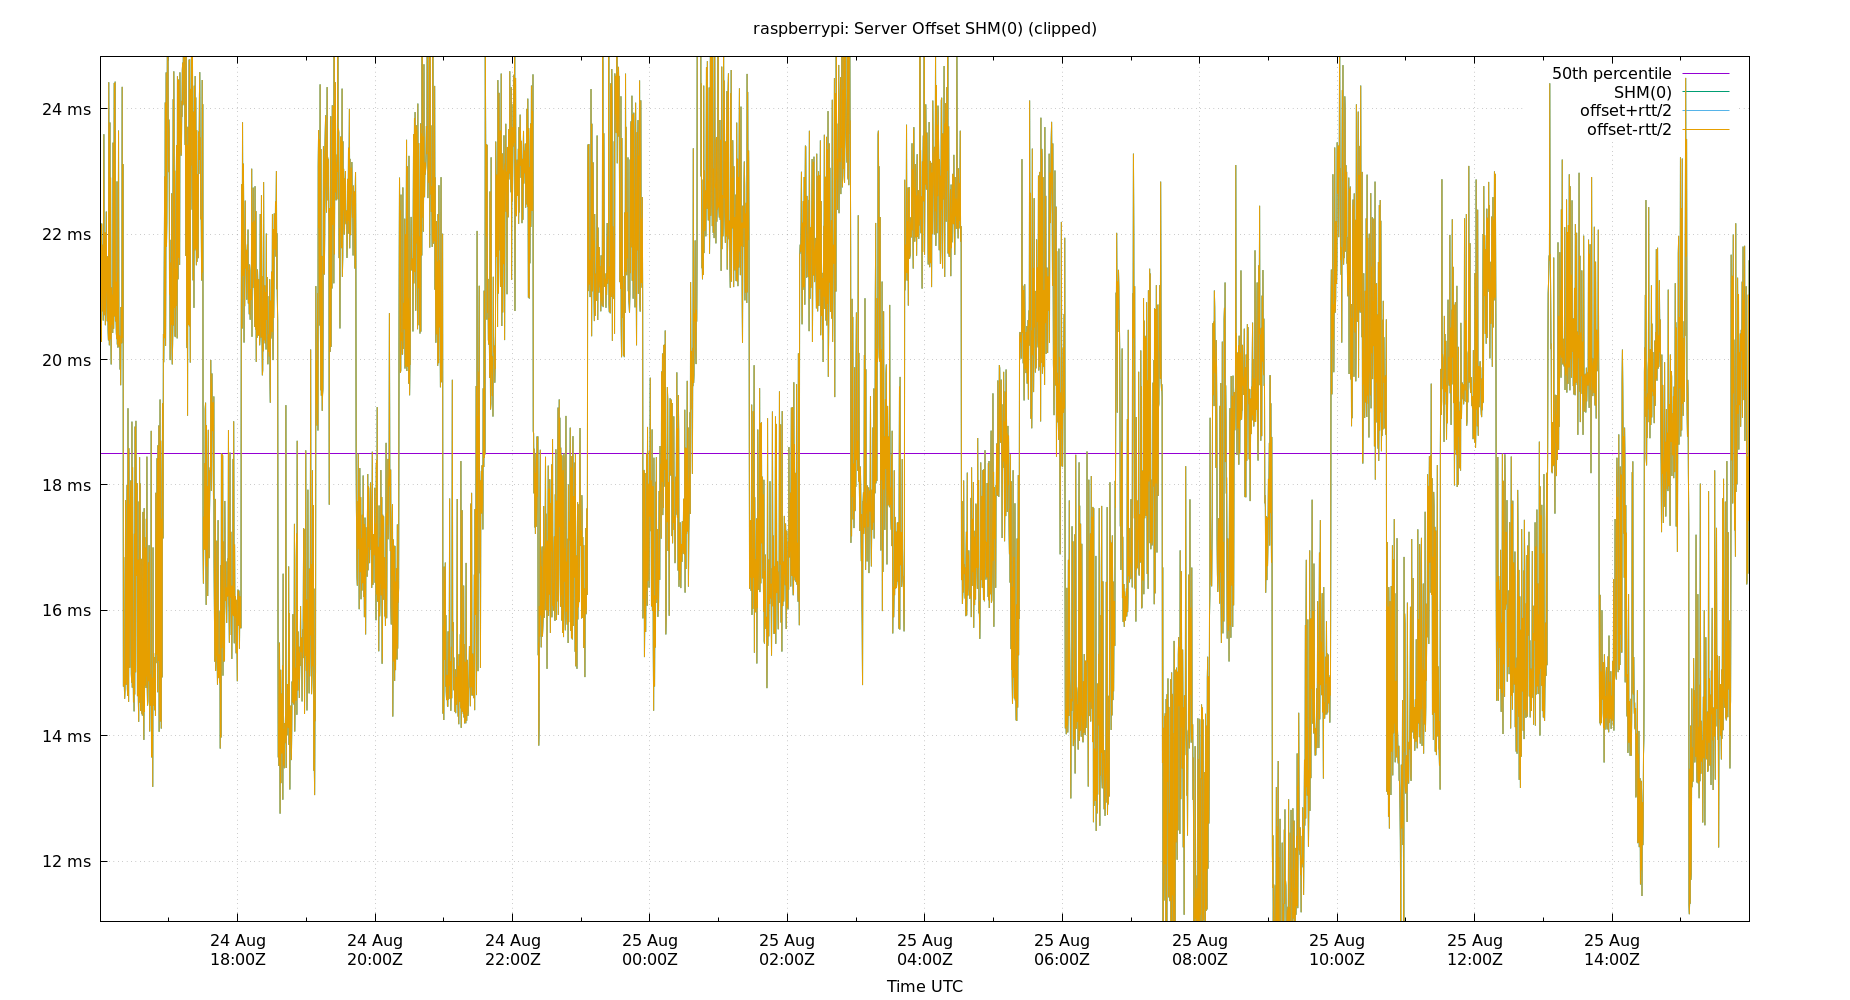 raspberrypi: Server Offset SHM(0) (clipped)
50th percentile
SHM(0)
offset+rtt/2
offset-rtt/2
24 ms
22 ms
20 ms
18 ms
16 ms
14 ms
12 ms
24 Aug 24 Aug 24 Aug 25 Aug 25 Aug 25 Aug 25 Aug 25 Aug 25 Aug 25 Aug 25 Aug
18:00Z 20:00Z 22:00Z 00:00Z 02:00Z 04:00Z 06:00Z 08:00Z 10:00Z 12:00Z 14:00Z
Time UTC